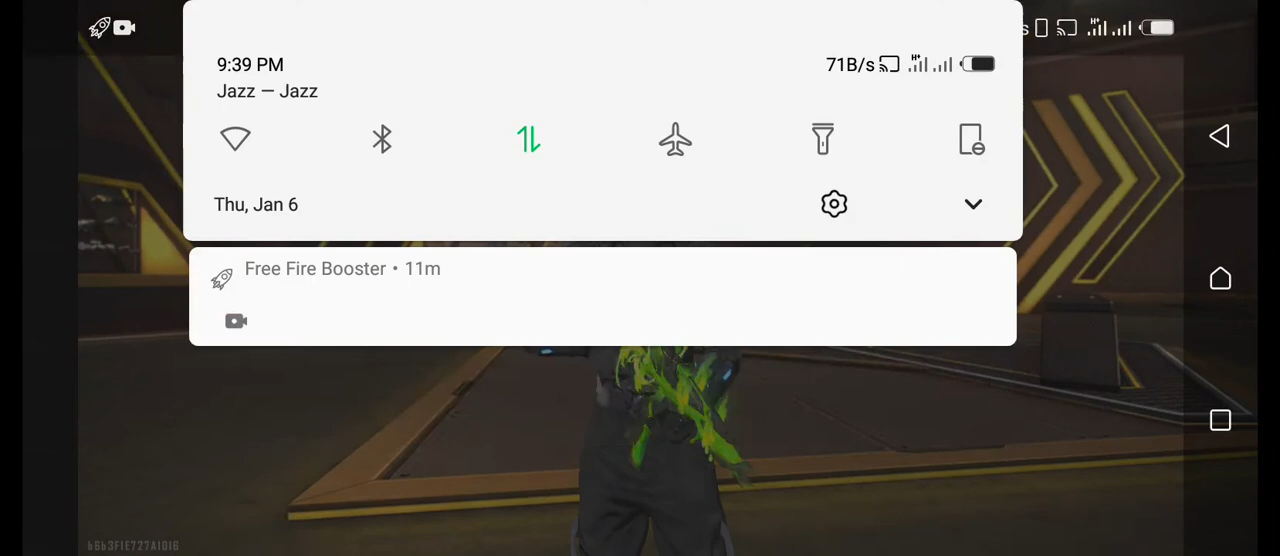 s
9:39 PM
71B/s
Jazz — Jazz
Thu, Jan 6
Free Fire Booster • 11m